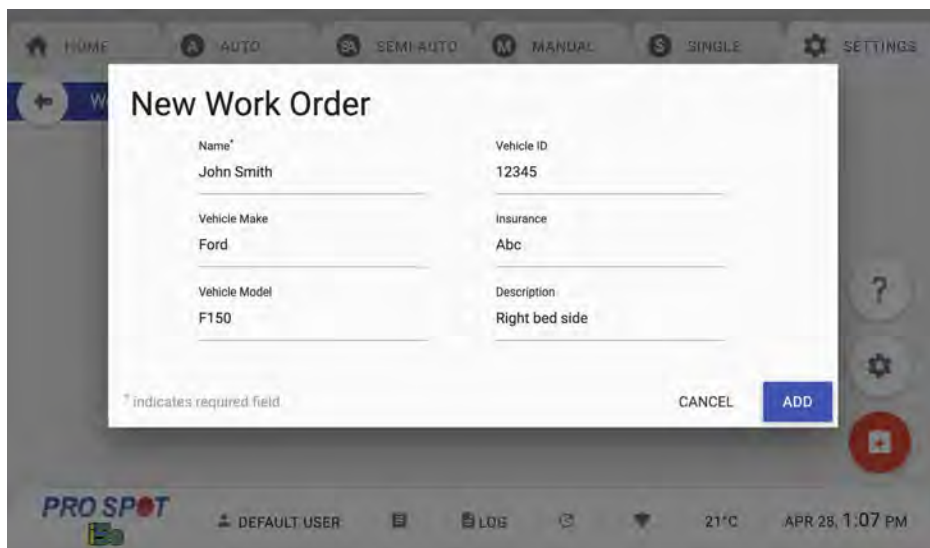 HOME A AUTO SA SEMI-AUTO M MANUAL S SINGLE SETTINGS
W
New Work Order
Name* Vehicle ID
John Smith 12345
Vehicle Make Insurance
Ford Abc
Vehicle Model Description
F150 Right bed side
?
* indicates required field CANCEL ADD
PRO SPOT
i5s
DEFAULT USER LOG 21°C APR 28, 1:07 PM